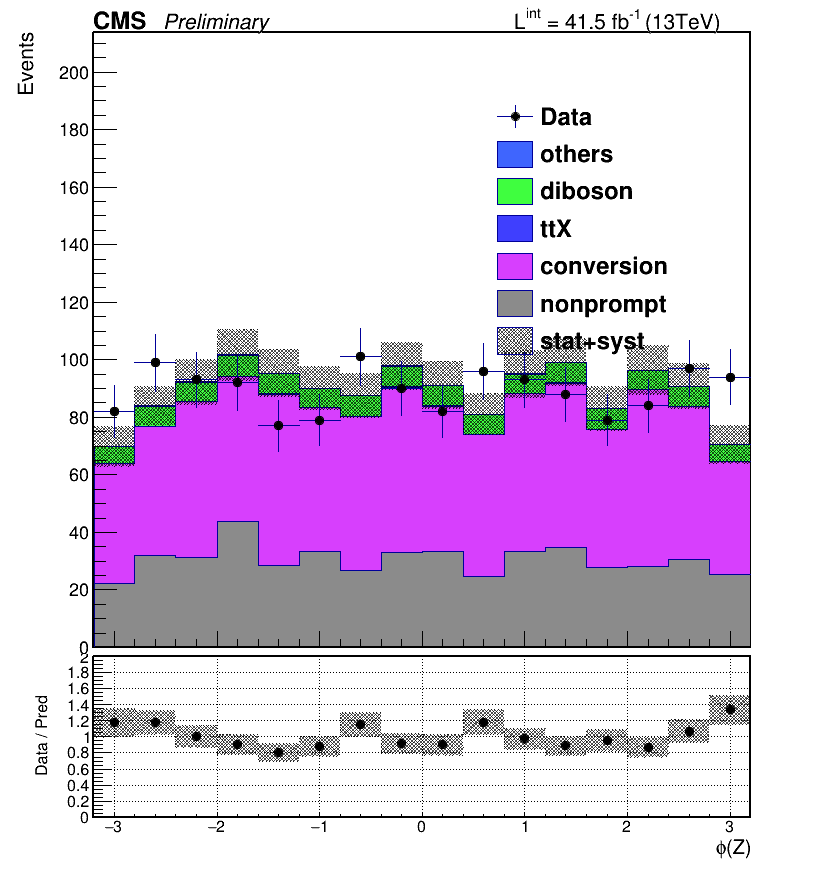 CMS Preliminary L^int = 41.5 fb^-1 (13TeV)
Events
200
180
160
140
120
100
80
60
40
20
0
Data
others
diboson
ttX
conversion
nonprompt
stat+syst
Data / Pred
2
1.8
1.6
1.4
1.2
1
0.8
0.6
0.4
0.2
0
−3 −2 −1 0 1 2 3
ϕ(Z)